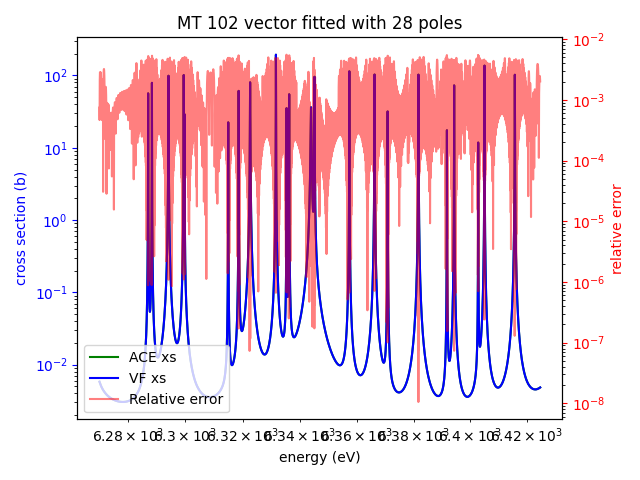 MT 102 vector fitted with 28 poles
cross section (b)
10²
10¹
10⁰
10⁻¹
10⁻²
relative error
10⁻²
10⁻³
10⁻⁴
10⁻⁵
10⁻⁶
10⁻⁷
10⁻⁸
ACE xs
VF xs
Relative error
6.28 × 10³ 6.3 × 10³ 6.32 × 10³ 6.34 × 10³ 6.36 × 10³ 6.38 × 10³ 6.4 × 10³ 6.42 × 10³
energy (eV)